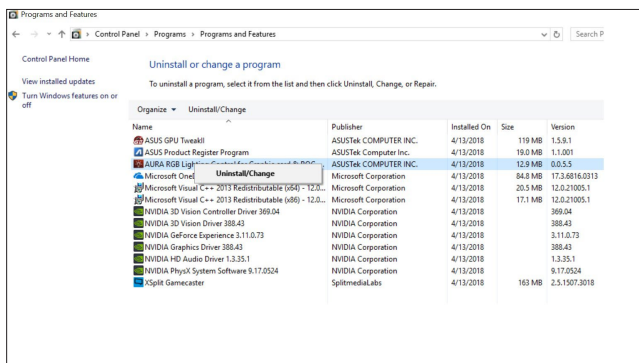 Programs and Features
Control Panel > Programs > Programs and Features
Search P
Control Panel Home
View installed updates
Turn Windows features on or
off
Uninstall or change a program
To uninstall a program, select it from the list and then click Uninstall, Change, or Repair.
Organize Uninstall/Change
Name Publisher Installed On Size Version
ASUS GPU TweakII ASUSTek COMPUTER INC. 4/13/2018 119 MB 1.5.9.1
ASUS Product Register Program ASUSTek Computer Inc. 4/13/2018 19.0 MB 1.1.001
AURA RGB Lighting Control for Graphic card & ROG ... ASUSTek COMPUTER INC. 4/13/2018 12.9 MB 0.0.5.5
Uninstall/Change
Microsoft OneD Microsoft Corporation 4/13/2018 84.8 MB 17.3.6816.0313
Microsoft Visual C++ 2013 Redistributable (x64) - 12.0... Microsoft Corporation 4/13/2018 20.5 MB 12.0.21005.1
Microsoft Visual C++ 2013 Redistributable (x86) - 12.0... Microsoft Corporation 4/13/2018 17.1 MB 12.0.21005.1
NVIDIA 3D Vision Controller Driver 369.04 NVIDIA Corporation 4/13/2018 369.04
NVIDIA 3D Vision Driver 388.43 NVIDIA Corporation 4/13/2018 388.43
NVIDIA GeForce Experience 3.11.0.73 NVIDIA Corporation 4/13/2018 3.11.0.73
NVIDIA Graphics Driver 388.43 NVIDIA Corporation 4/13/2018 388.43
NVIDIA HD Audio Driver 1.3.35.1 NVIDIA Corporation 4/13/2018 1.3.35.1
NVIDIA PhysX System Software 9.17.0524 NVIDIA Corporation 4/13/2018 9.17.0524
XSplit Gamecaster SplitmediaLabs 4/13/2018 163 MB 2.5.1507.3018